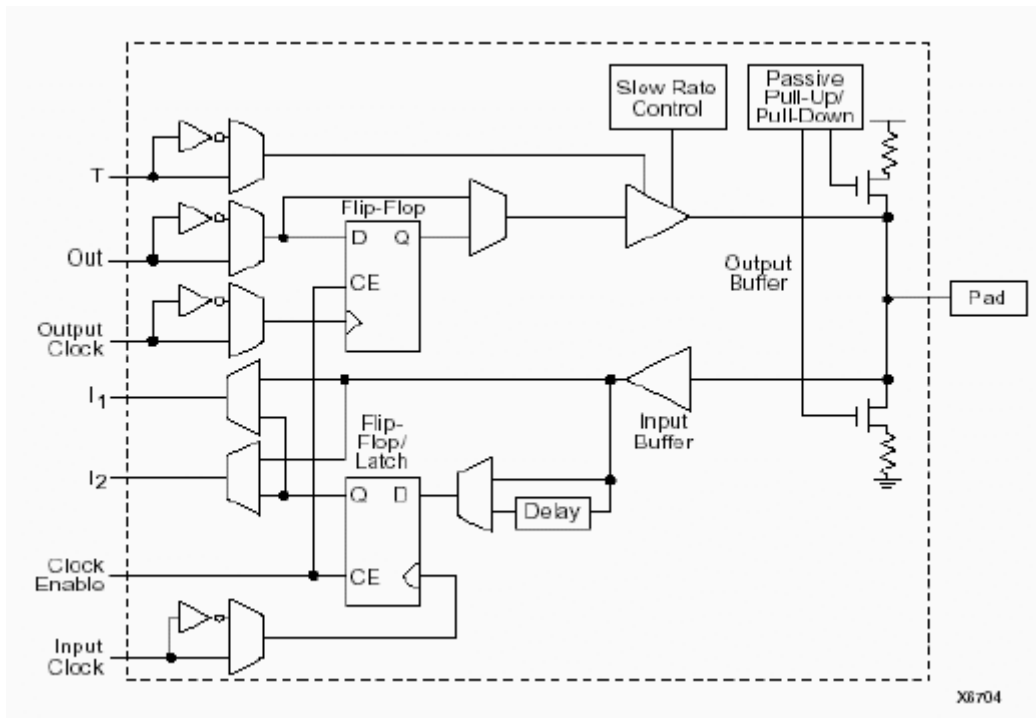 Slew Rate
Control
Passive
Pull-Up/
Pull-Down
T
Flip-Flop
D
Q
Out
CE
Output
Buffer
Pad
Output
Clock
I1
Flip-
Flop/
Latch
Input
Buffer
I2
Q
D
Delay
Clock
Enable
CE
Input
Clock
X6704